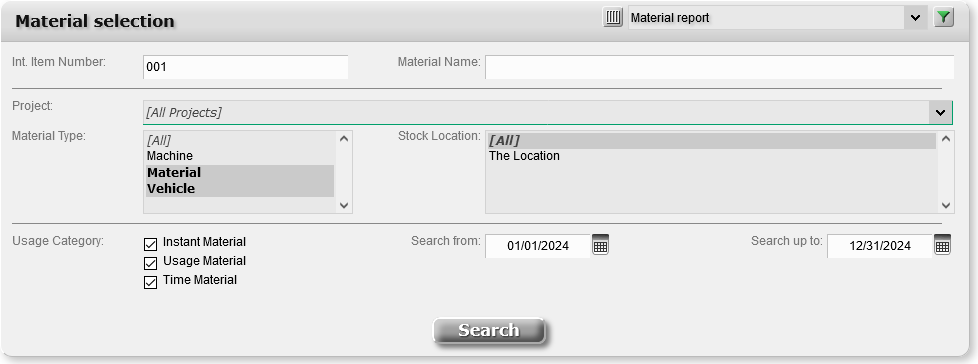 Material selection
Material report
Int. Item Number: 001 Material Name:
Project: [All Projects]
Material Type: [All] Stock Location: [All]
Machine The Location
Material
Vehicle
Usage Category: Instant Material Search from: 01/01/2024 Search up to: 12/31/2024
Usage Material
Time Material
Search